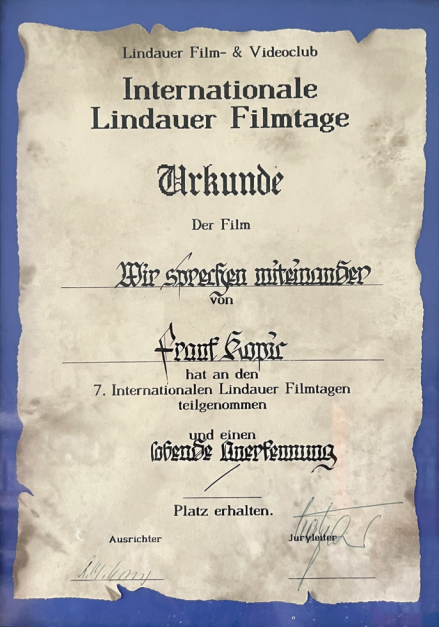 Lindauer Film- & Videoclub
Internationale
Lindauer Filmtage
Urkunde
Der Film
Wir sprechen miteinander
von
Frank Kopic
hat an den
7. Internationalen Lindauer Filmtagen
teilgenommen
und einen
lobende Anerkennung
Platz erhalten.
Ausrichter
Juryleiter